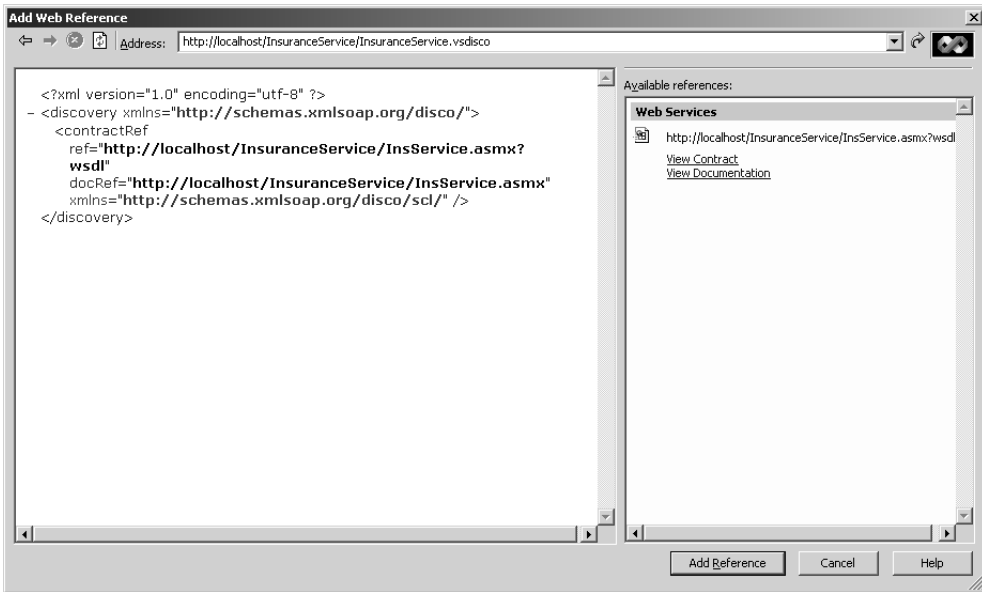 Add Web Reference
Address: http://localhost/InsuranceService/InsuranceService.vsdisco
<?xml version="1.0" encoding="utf-8" ?>
- <discovery xmlns="http://schemas.xmlsoap.org/disco/">
<contractRef
ref="http://localhost/InsuranceService/InsService.asmx?
wsdl"
docRef="http://localhost/InsuranceService/InsService.asmx"
xmlns="http://schemas.xmlsoap.org/disco/scl/" />
</discovery>
Available references:
Web Services
http://localhost/InsuranceService/InsService.asmx?wsdl
View Contract
View Documentation
Add Reference Cancel Help